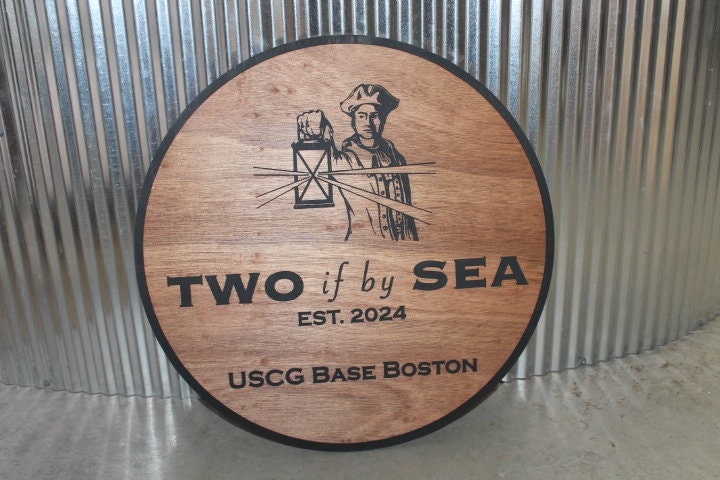 TWO if by SEA
EST. 2024
USCG BASE BOSTON